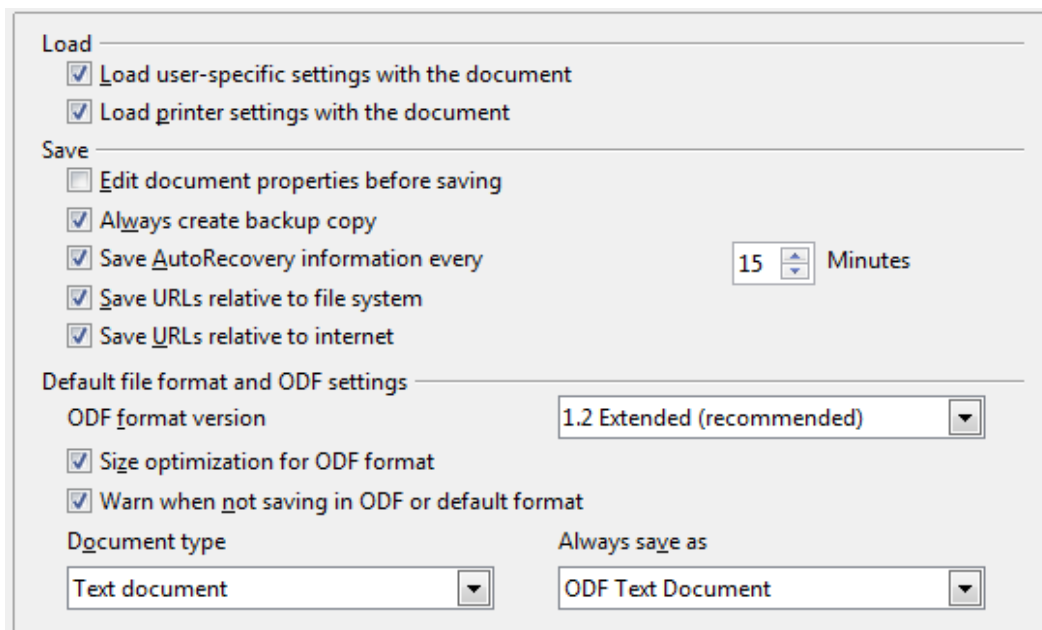 Load
Load user-specific settings with the document
Load printer settings with the document
Save
Edit document properties before saving
Always create backup copy
Save AutoRecovery information every 15 Minutes
Save URLs relative to file system
Save URLs relative to internet
Default file format and ODF settings
ODF format version 1.2 Extended (recommended)
Size optimization for ODF format
Warn when not saving in ODF or default format
Document type Always save as
Text document ODF Text Document